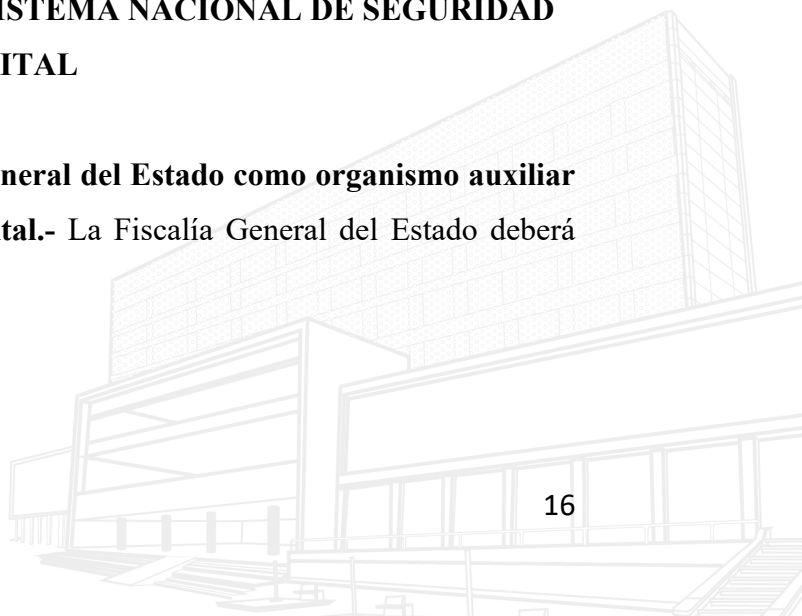 ISTEMA NACIONAL DE SEGURIDAD
ITAL
neral del Estado como organismo auxiliar
tal.- La Fiscalía General del Estado deberá
16